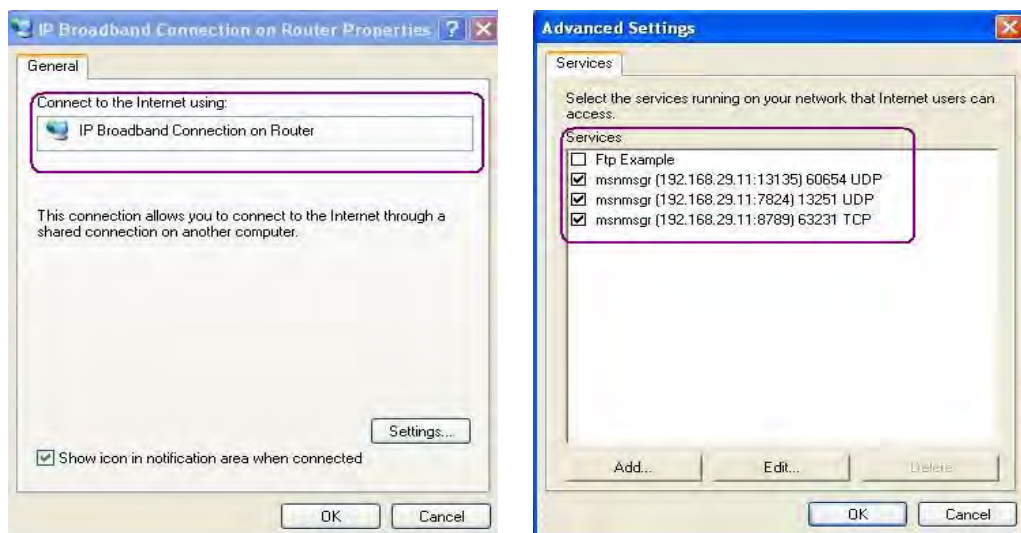 IP Broadband Connection on Router Properties
General
Connect to the Internet using:
IP Broadband Connection on Router
This connection allows you to connect to the Internet through a
shared connection on another computer.
Settings...
Show icon in notification area when connected
OK Cancel
Advanced Settings
Services
Select the services running on your network that Internet users can
access.
Services
Ftp Example
msnmsgr (192.168.29.11:13135) 60654 UDP
msnmsgr (192.168.29.11:7824) 13251 UDP
msnmsgr (192.168.29.11:8789) 63231 TCP
Add... Edit... Delete
OK Cancel